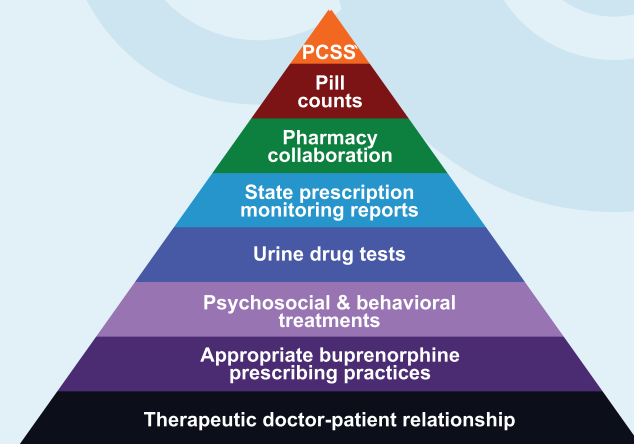 PCSS
Pill
counts
Pharmacy
collaboration
State prescription
monitoring reports
Urine drug tests
Psychosocial & behavioral
treatments
Appropriate buprenorphine
prescribing practices
Therapeutic doctor-patient relationship